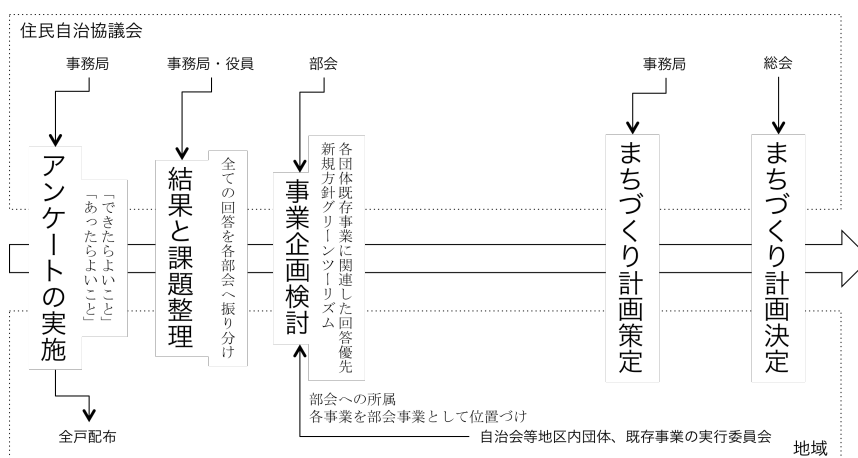 住民自治協議会
事務局
事務局・役員
部会
事務局
総会
アンケートの実施
「できたらよいこと」
「あったらよいこと」
結果と課題整理
全ての回答を各部会へ振り分け
事業企画検討
各団体既存事業に関連した回答優先
新規方針グリーンツーリズム
まちづくり計画策定
まちづくり計画決定
部会への所属
各事業を部会事業として位置づけ
全戸配布
自治会等地区内団体、既存事業の実行委員会
地域